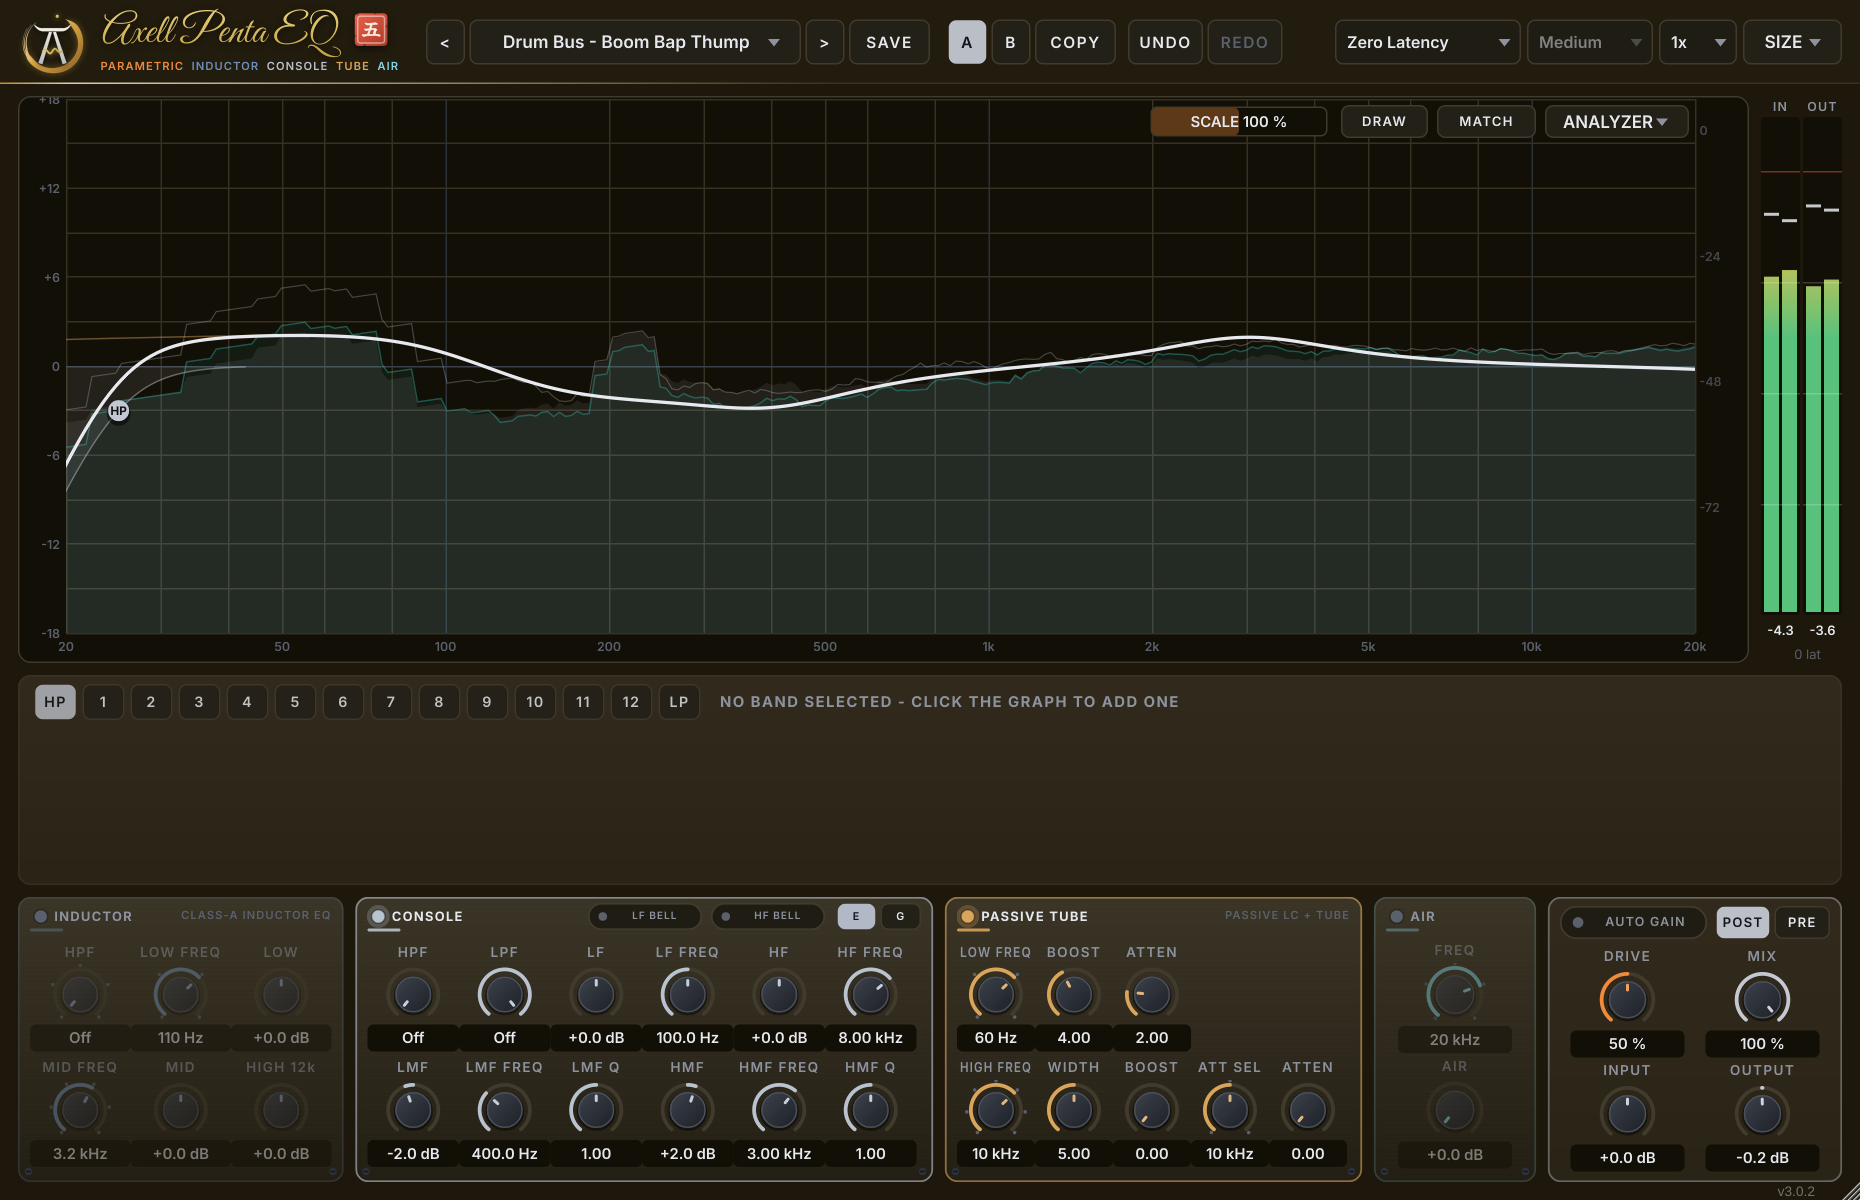 Axell Penta EQ 五
PARAMETRIC INDUCTOR CONSOLE TUBE AIR
< Drum Bus - Boom Bap Thump > SAVE A B COPY UNDO REDO Zero Latency Medium 1x SIZE
SCALE 100 % DRAW MATCH ANALYZER
IN OUT
+18
+12
+6
0
-6
-12
-18
0
-24
-48
-72
20 50 100 200 500 1k 2k 5k 10k 20k
HP
-4.3 -3.6
0 lat
HP 1 2 3 4 5 6 7 8 9 10 11 12 LP NO BAND SELECTED - CLICK THE GRAPH TO ADD ONE
INDUCTOR CLASS-A INDUCTOR EQ
HPF LOW FREQ LOW
Off 110 Hz +0.0 dB
MID FREQ MID HIGH 12k
3.2 kHz +0.0 dB +0.0 dB
CONSOLE LF BELL HF BELL E G
HPF LPF LF LF FREQ HF HF FREQ
Off Off +0.0 dB 100.0 Hz +0.0 dB 8.00 kHz
LMF LMF FREQ LMF Q HMF HMF FREQ HMF Q
-2.0 dB 400.0 Hz 1.00 +2.0 dB 3.00 kHz 1.00
PASSIVE TUBE PASSIVE LC + TUBE
LOW FREQ BOOST ATTEN
60 Hz 4.00 2.00
HIGH FREQ WIDTH BOOST ATT SEL ATTEN
10 kHz 5.00 0.00 10 kHz 0.00
AIR
FREQ
20 kHz
AIR
+0.0 dB
AUTO GAIN POST PRE
DRIVE MIX
50 % 100 %
INPUT OUTPUT
+0.0 dB -0.2 dB
v3.0.2